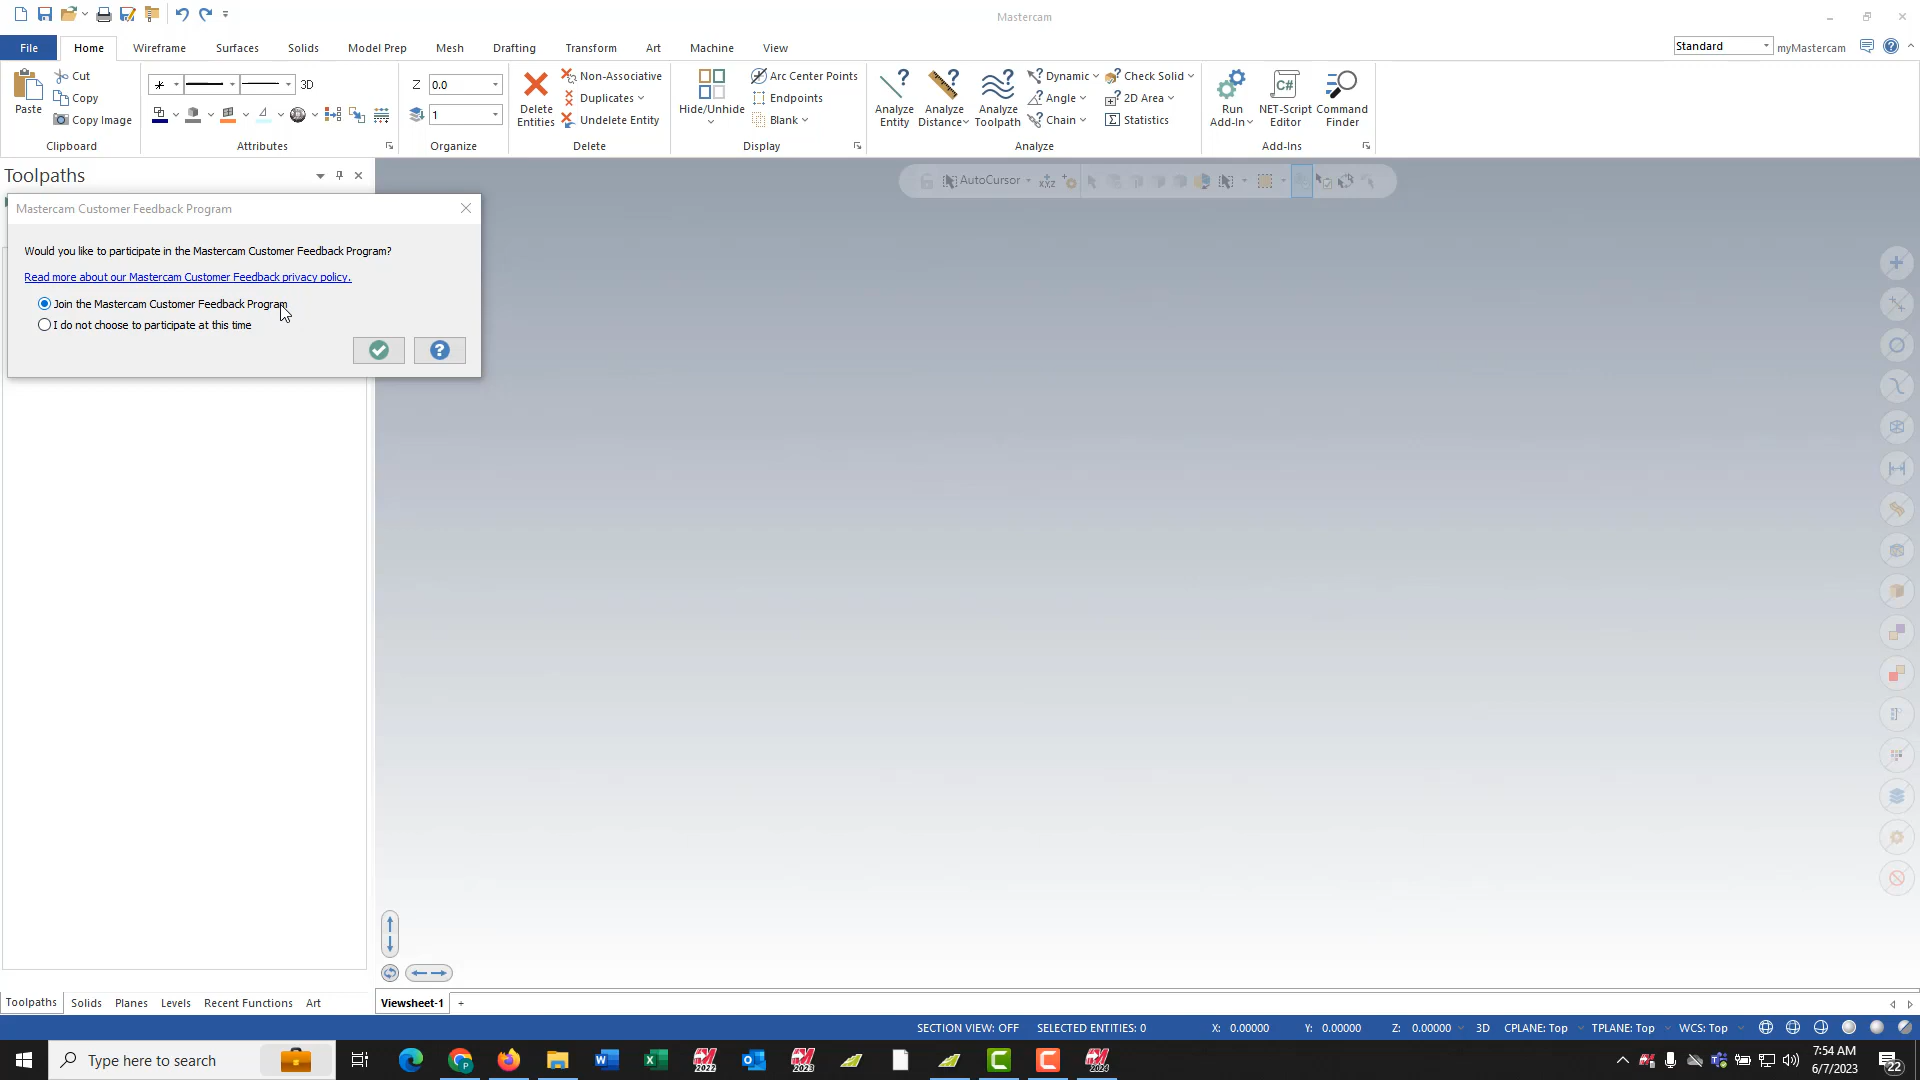 Mastercam
File Home Wireframe Surfaces Solids Model Prep Mesh Drafting Transform Art Machine View Standard myMastercam
Paste Cut Copy Copy Image
Clipboard
3D
Attributes
Z 0.0
1
Organize
Delete Entities Non-Associative Duplicates Undelete Entity
Delete
Hide/Unhide Arc Center Points Endpoints Blank
Display
Analyze Entity Analyze Distance Analyze Toolpath Dynamic Angle Chain Check Solid 2D Area Statistics
Analyze
Run Add-In C# NET-Script Editor Command Finder
Add-Ins
Toolpaths
AutoCursor
Mastercam Customer Feedback Program
Would you like to participate in the Mastercam Customer Feedback Program?
Read more about our Mastercam Customer Feedback privacy policy.
Join the Mastercam Customer Feedback Program
I do not choose to participate at this time
Toolpaths Solids Planes Levels Recent Functions Art Viewsheet-1 +
SECTION VIEW: OFF SELECTED ENTITIES: 0 X: 0.00000 Y: 0.00000 Z: 0.00000 3D CPLANE: Top TPLANE: Top WCS: Top
Type here to search 2022 2023 2024
7:54 AM
6/7/2023
22